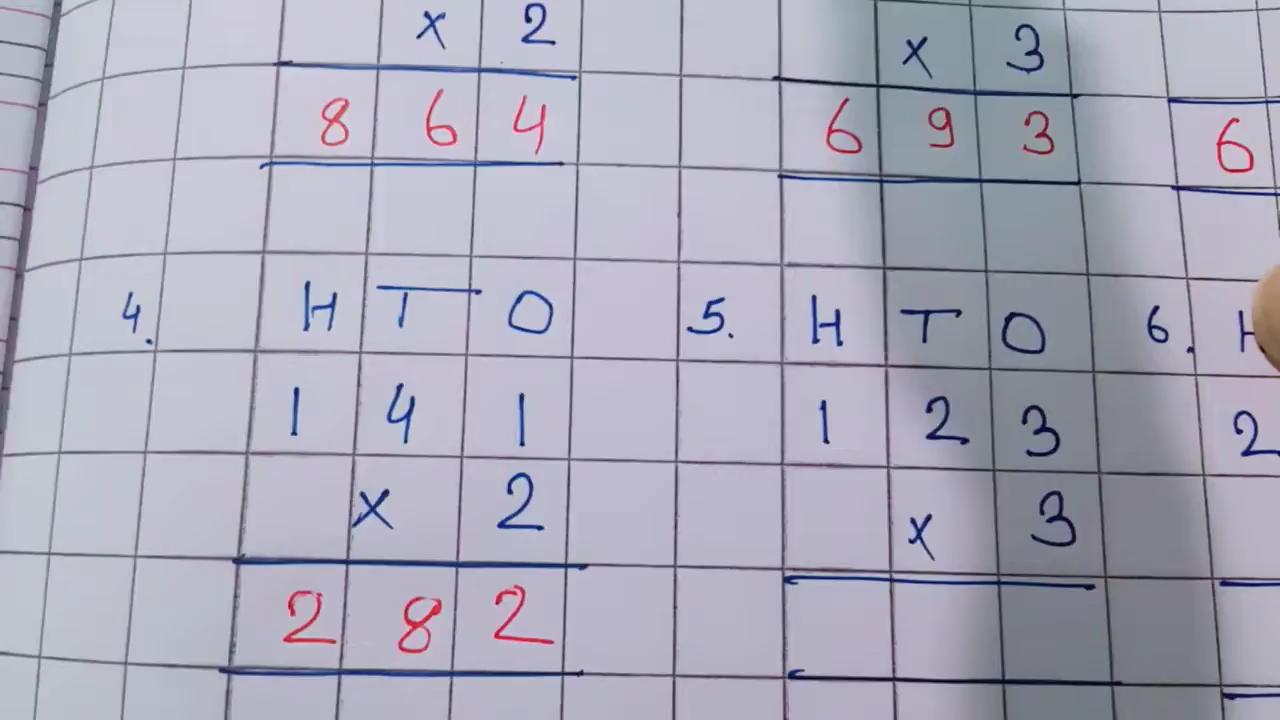 x 2 x 3
8 6 4 6 9 3 6
4. H T O 5. H T O 6. H
1 4 1 1 2 3 2
x 2 x 3
2 8 2